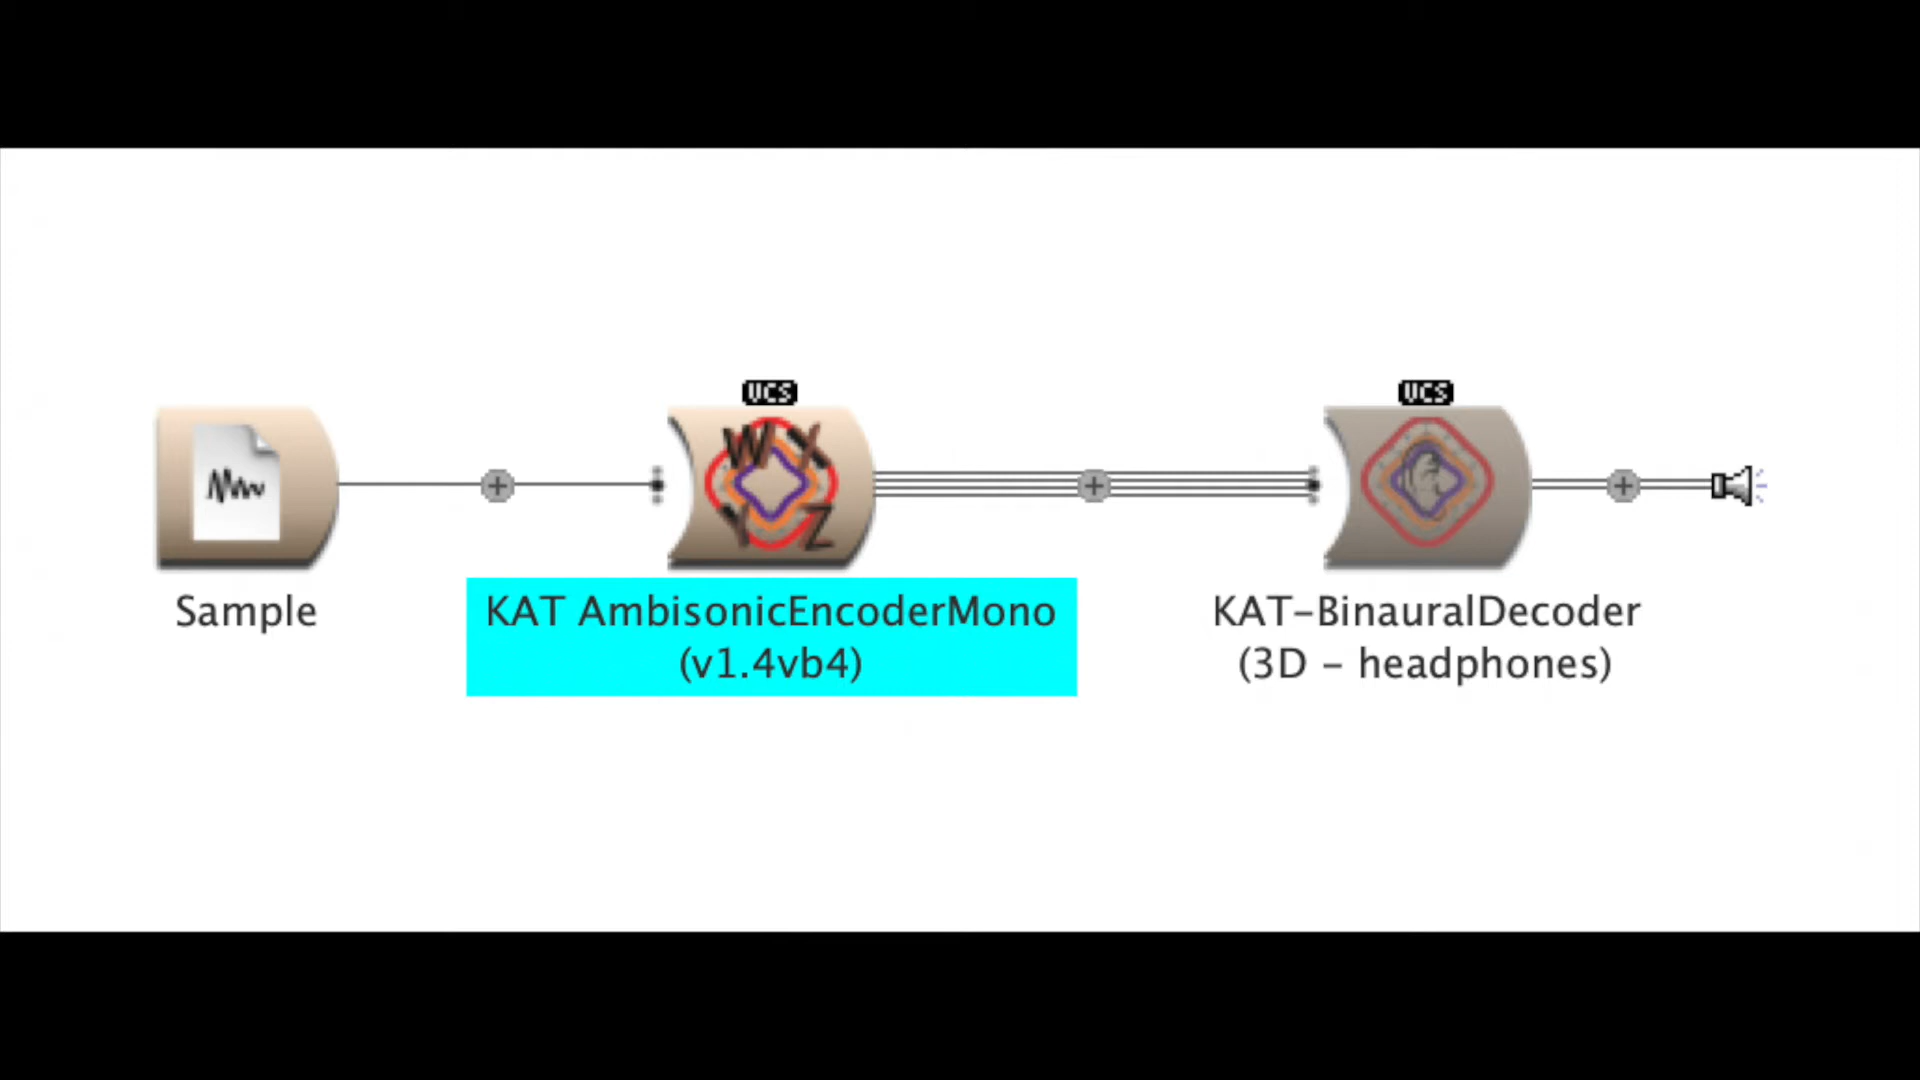 UCS
UCS
W X
Y Z
Sample
KAT AmbisonicEncoderMono
(v1.4vb4)
KAT-BinauralDecoder
(3D - headphones)